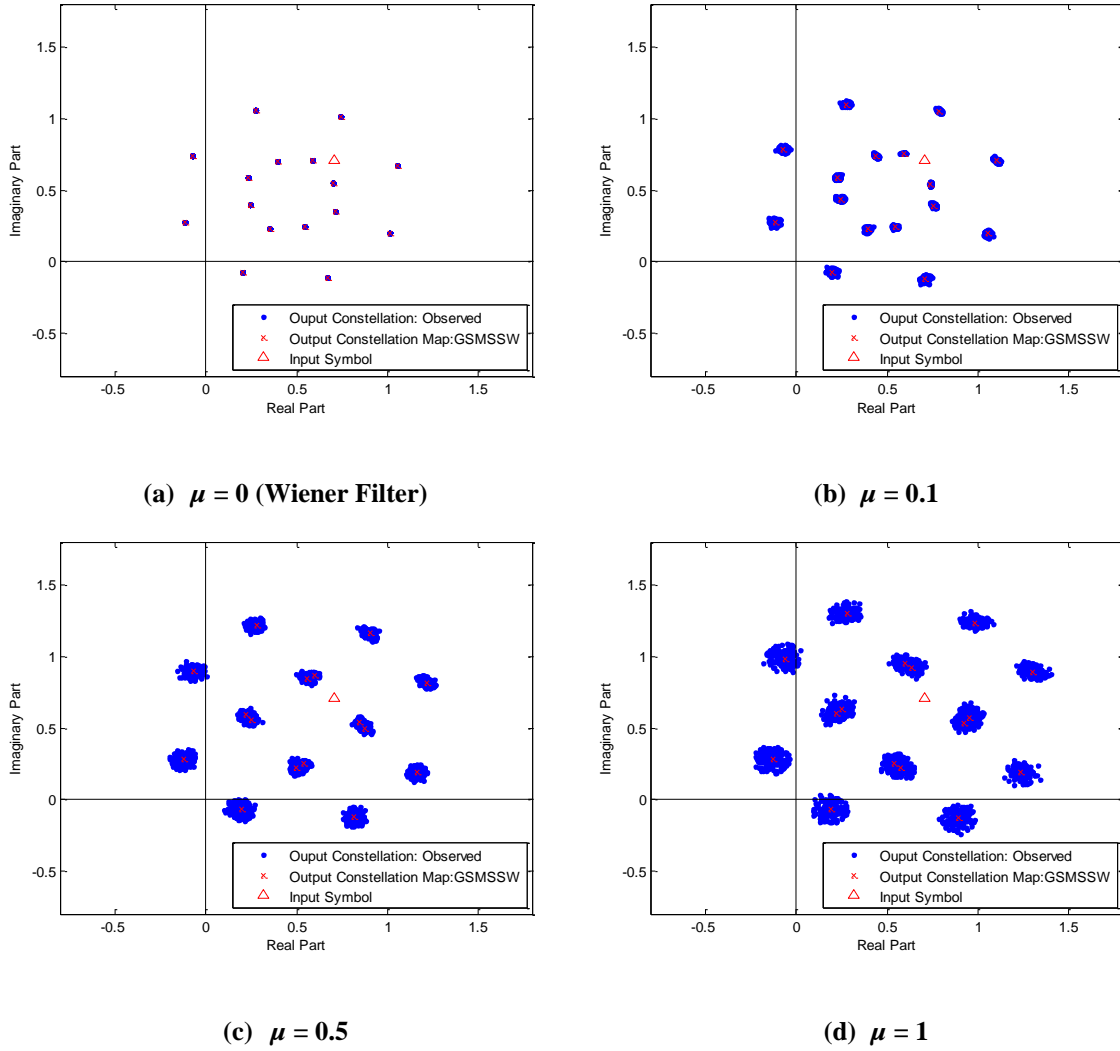 1.5
1
0.5
0
-0.5
Imaginary Part
-0.5
0
0.5
1
1.5
Real Part
Ouput Constellation: Observed
Output Constellation Map:GSMSSW
Input Symbol
(a) μ = 0 (Wiener Filter)
1.5
1
0.5
0
-0.5
Imaginary Part
-0.5
0
0.5
1
1.5
Real Part
Ouput Constellation: Observed
Output Constellation Map:GSMSSW
Input Symbol
(b) μ = 0.1
1.5
1
0.5
0
-0.5
Imaginary Part
-0.5
0
0.5
1
1.5
Real Part
Ouput Constellation: Observed
Output Constellation Map:GSMSSW
Input Symbol
(c) μ = 0.5
1.5
1
0.5
0
-0.5
Imaginary Part
-0.5
0
0.5
1
1.5
Real Part
Ouput Constellation: Observed
Output Constellation Map:GSMSSW
Input Symbol
(d) μ = 1